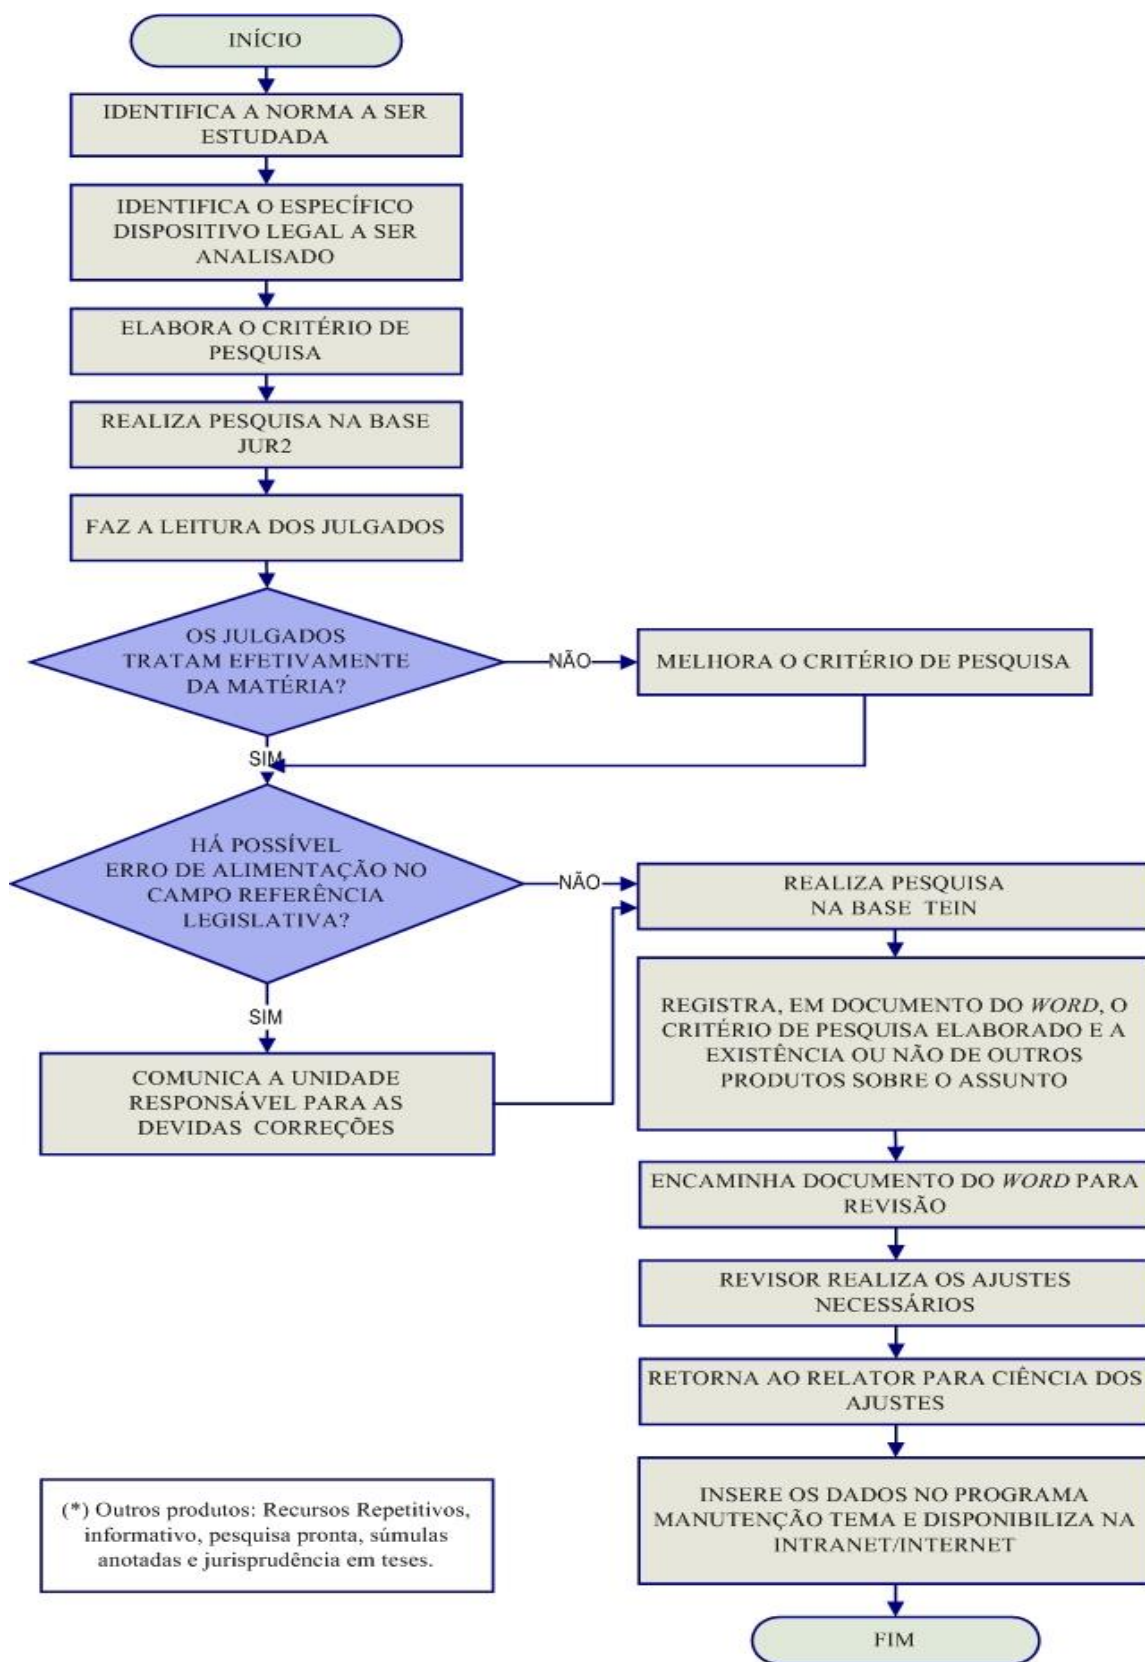 INÍCIO
IDENTIFICA A NORMA A SER
ESTUDADA
IDENTIFICA O ESPECÍFICO
DISPOSITIVO LEGAL A SER
ANALISADO
ELABORA O CRITÉRIO DE
PESQUISA
REALIZA PESQUISA NA BASE
JUR2
FAZ A LEITURA DOS JULGADOS
OS JULGADOS
TRATAM EFETIVAMENTE
DA MATÉRIA?
NÃO
MELHORA O CRITÉRIO DE PESQUISA
SIM
HÁ POSSÍVEL
ERRO DE ALIMENTAÇÃO NO
CAMPO REFERÊNCIA
LEGISLATIVA?
NÃO
REALIZA PESQUISA
NA BASE TEIN
SIM
COMUNICA A UNIDADE
RESPONSÁVEL PARA AS
DEVIDAS CORREÇÕES
REGISTRA, EM DOCUMENTO DO WORD, O
CRITÉRIO DE PESQUISA ELABORADO E A
EXISTÊNCIA OU NÃO DE OUTROS
PRODUTOS SOBRE O ASSUNTO
ENCAMINHA DOCUMENTO DO WORD PARA
REVISÃO
REVISOR REALIZA OS AJUSTES
NECESSÁRIOS
RETORNA AO RELATOR PARA CIÊNCIA DOS
AJUSTES
INSERE OS DADOS NO PROGRAMA
MANUTENÇÃO TEMA E DISPONIBILIZA NA
INTRANET/INTERNET
FIM
(*) Outros produtos: Recursos Repetitivos,
informativo, pesquisa pronta, súmulas
anotadas e jurisprudência em teses.